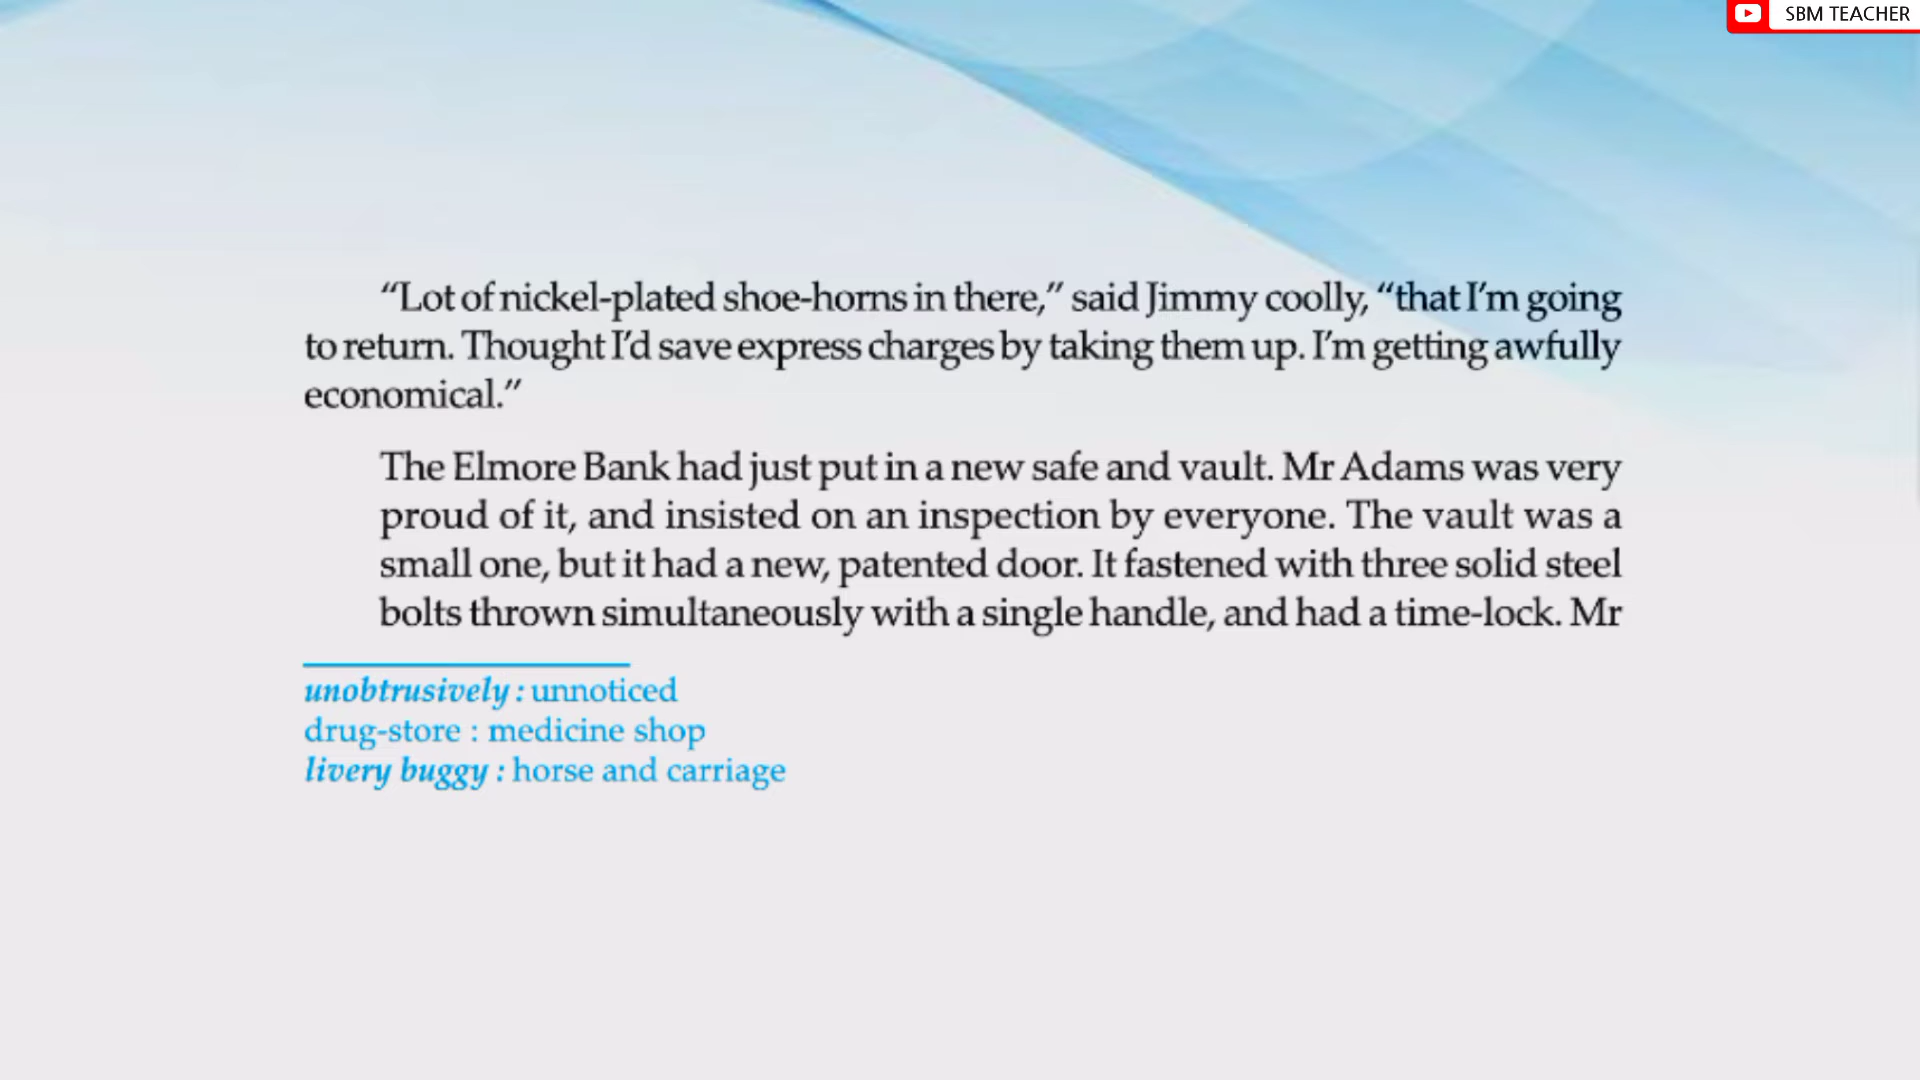 SBM TEACHER
“Lot of nickel-plated shoe-horns in there,” said Jimmy coolly, “that I’m going
to return. Thought I’d save express charges by taking them up. I’m getting awfully
economical.”
The Elmore Bank had just put in a new safe and vault. Mr Adams was very
proud of it, and insisted on an inspection by everyone. The vault was a
small one, but it had a new, patented door. It fastened with three solid steel
bolts thrown simultaneously with a single handle, and had a time-lock. Mr
unobtrusively : unnoticed
drug-store : medicine shop
livery buggy : horse and carriage